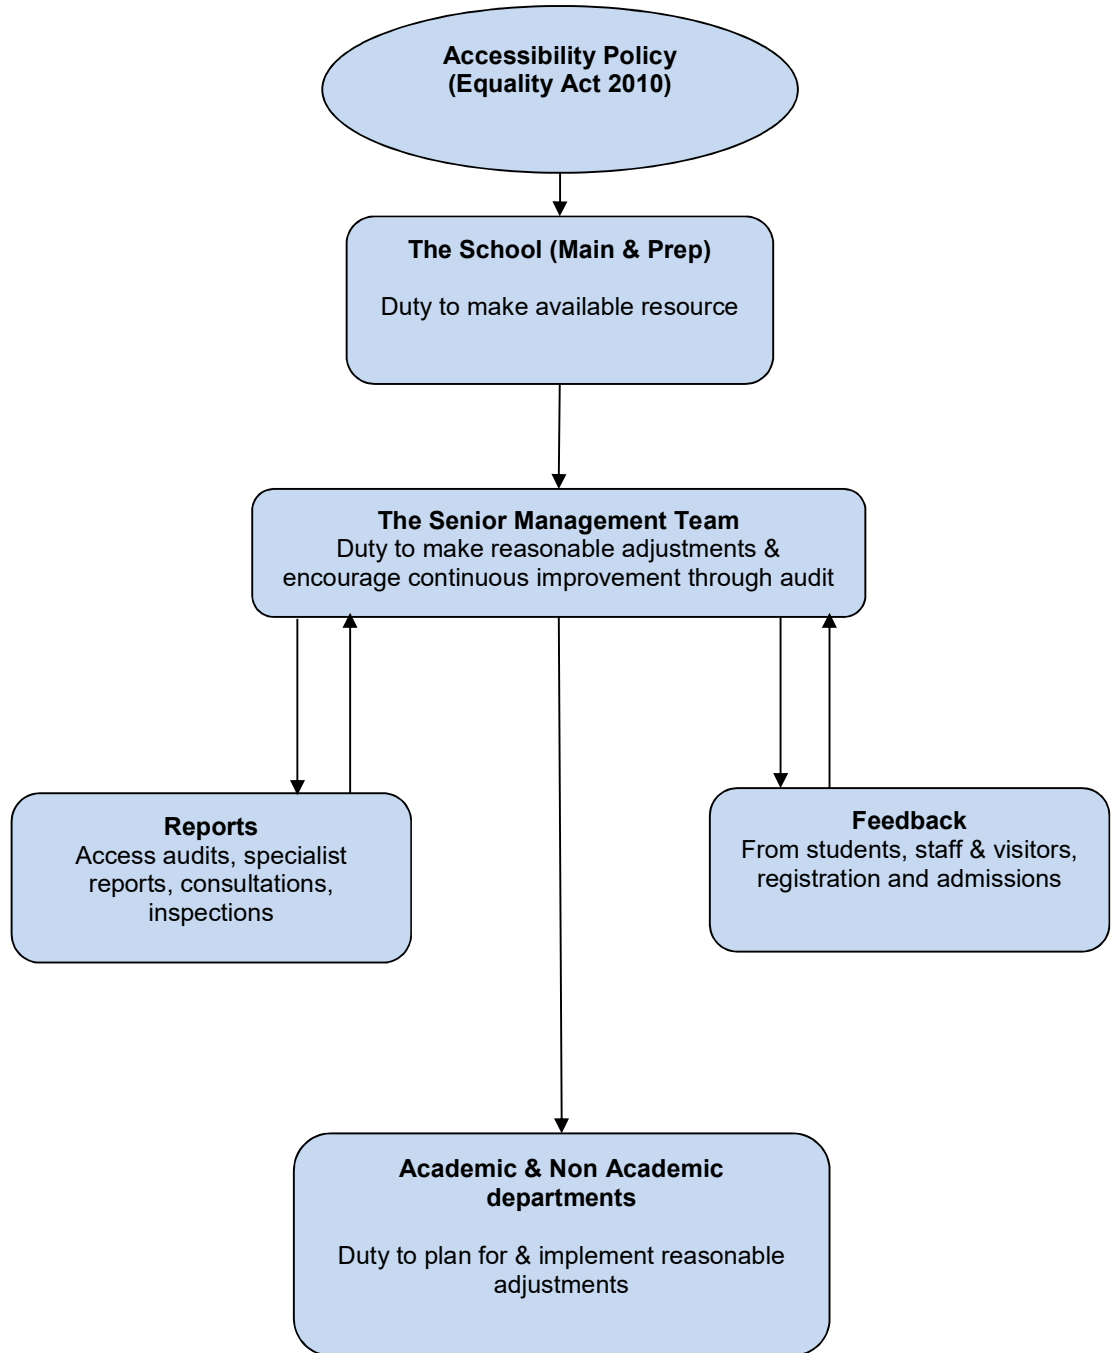 Accessibility Policy
(Equality Act 2010)
The School (Main & Prep)
Duty to make available resource
The Senior Management Team
Duty to make reasonable adjustments &
encourage continuous improvement through audit
Reports
Access audits, specialist
reports, consultations,
inspections
Feedback
From students, staff & visitors,
registration and admissions
Academic & Non Academic
departments
Duty to plan for & implement reasonable
adjustments